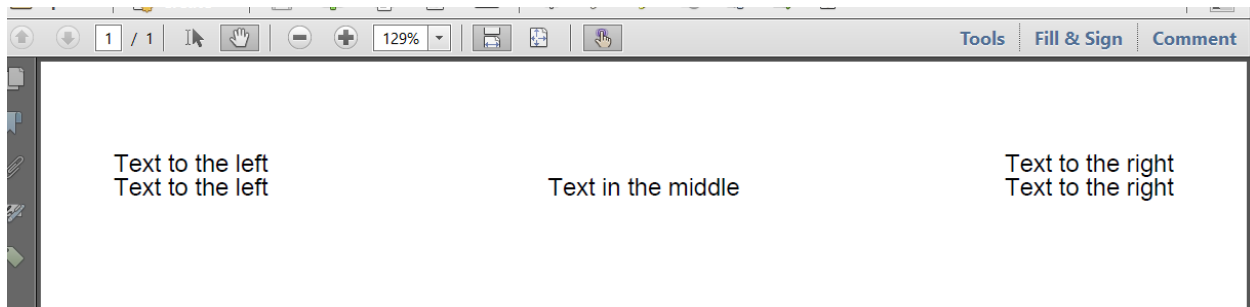 1 / 1 129% Tools Fill & Sign Comment
Text to the left Text to the right
Text to the left Text in the middle Text to the right